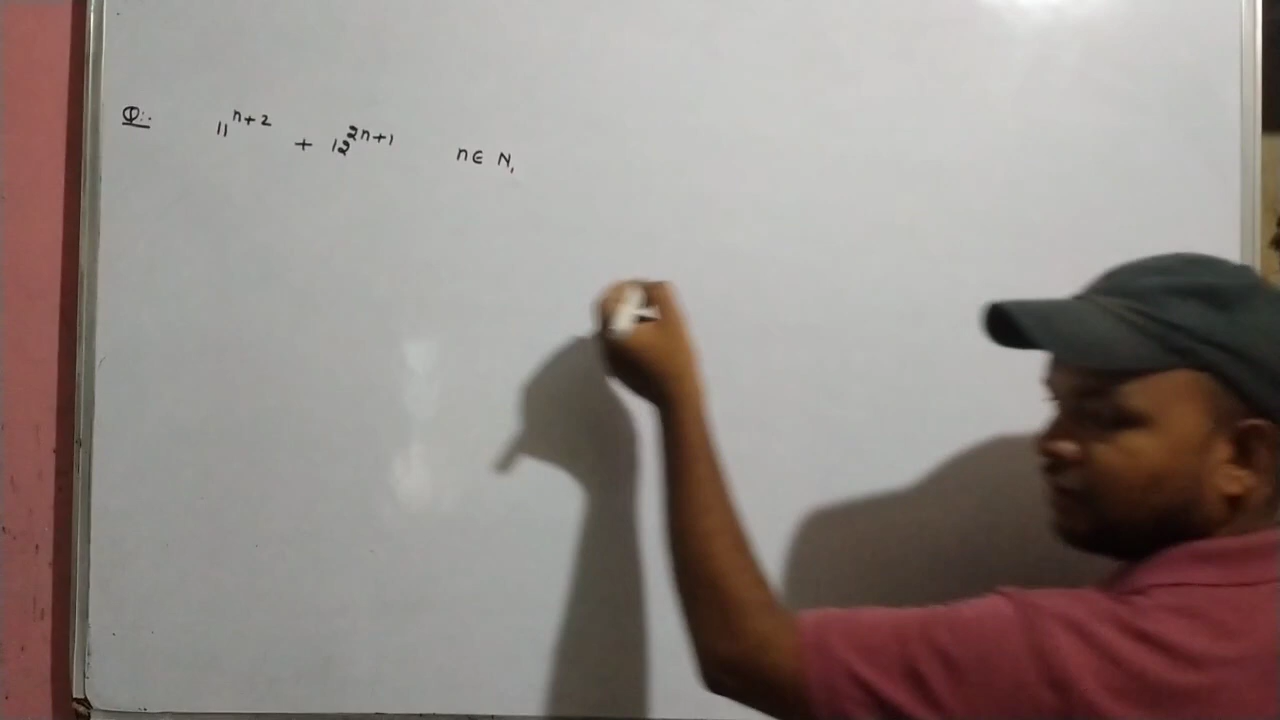 Q:- 11^{n+2} + 12^{2n+1} n ∈ N,